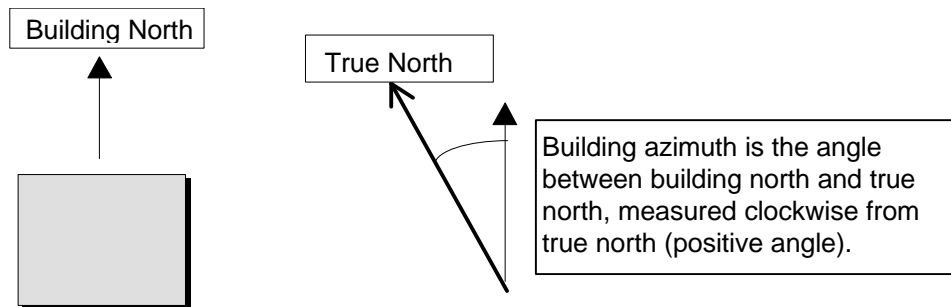 Building North
True North
Building azimuth is the angle
between building north and true
north, measured clockwise from
true north (positive angle).